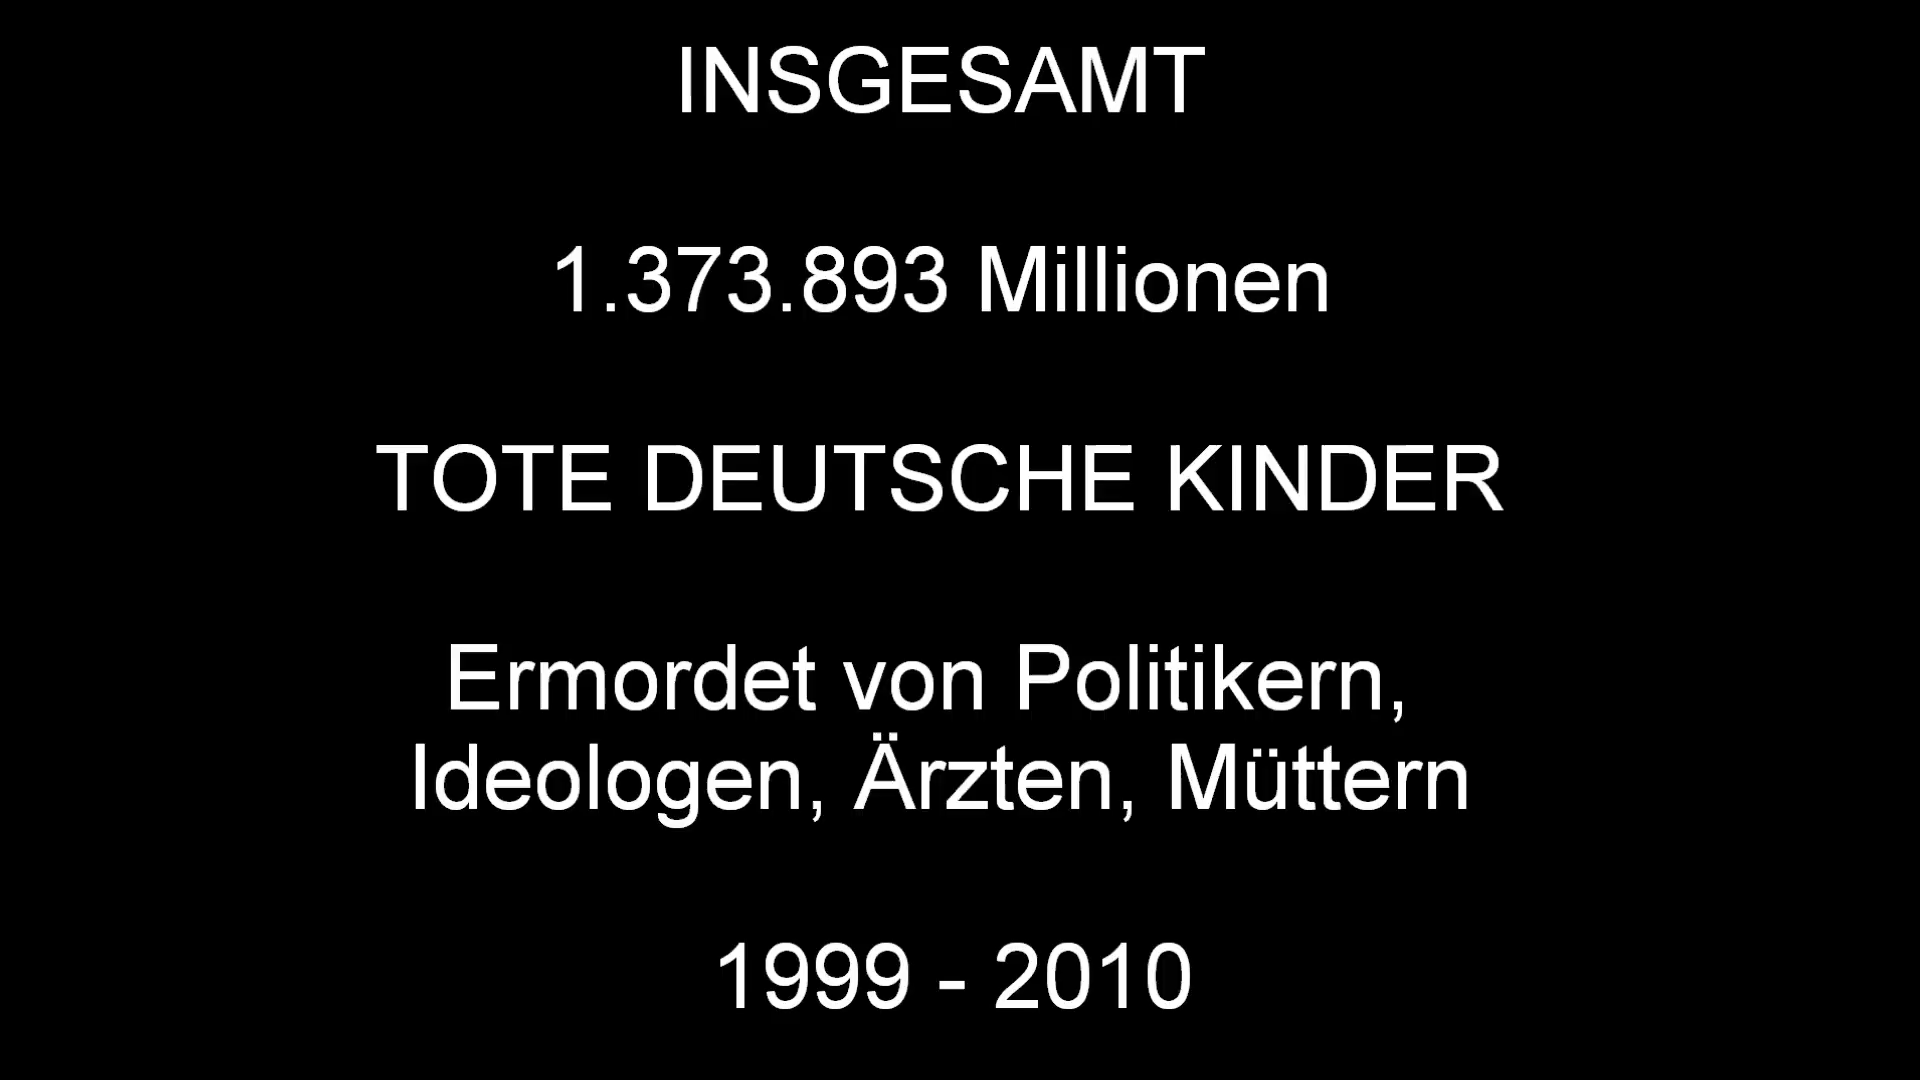 INSGESAMT
1.373.893 Millionen
TOTE DEUTSCHE KINDER
Ermordet von Politikern,
Ideologen, Ärzten, Müttern
1999 - 2010